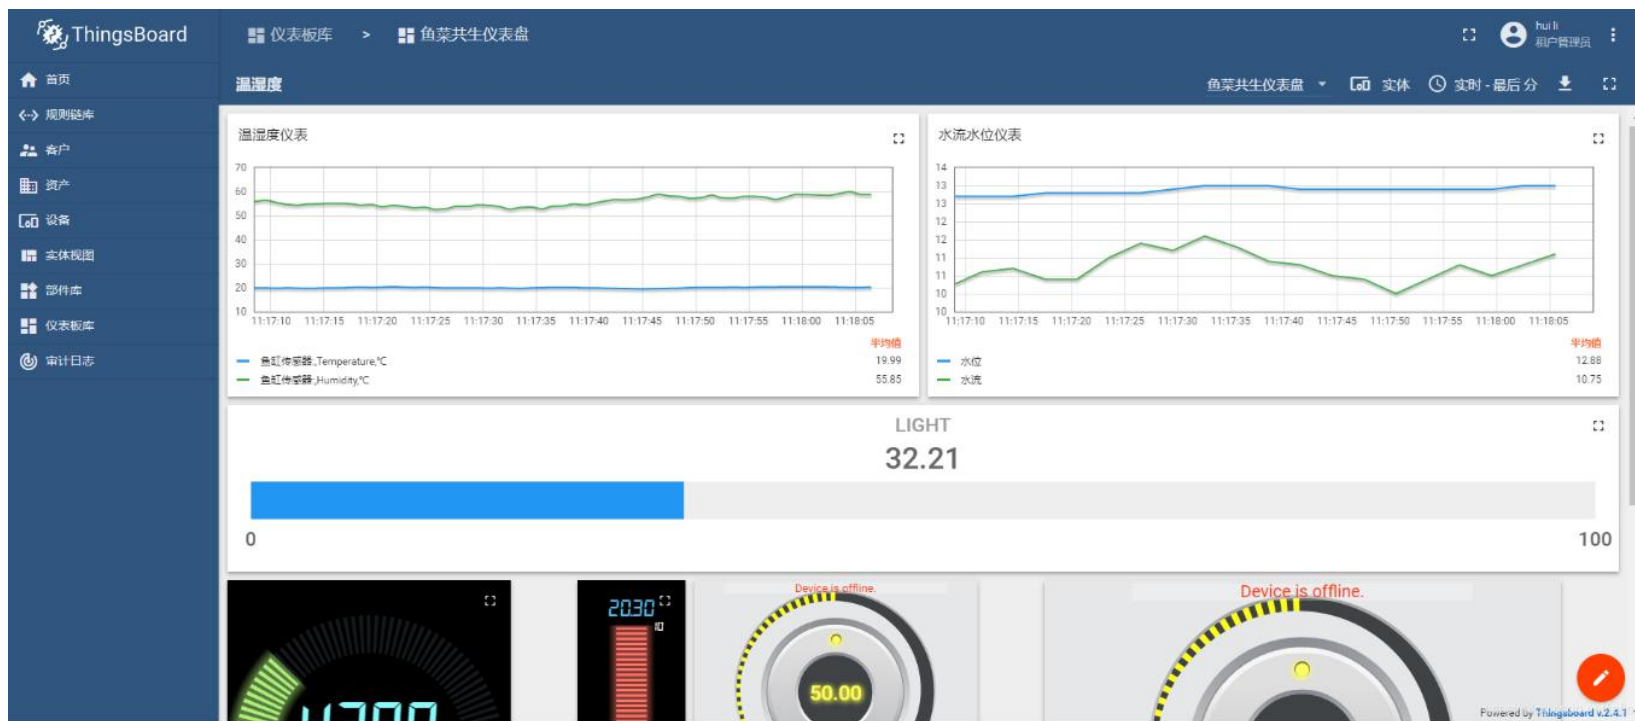 ThingsBoard
仪表板库 > 鱼菜共生仪表盘
hui li
租户管理员
首页
规则链库
客户
资产
设备
实体视图
部件库
仪表板库
审计日志
温湿度
鱼菜共生仪表盘 实体 实时 - 最后 分
温湿度仪表
70
60
50
40
30
20
10
11:17:10 11:17:15 11:17:20 11:17:25 11:17:30 11:17:35 11:17:40 11:17:45 11:17:50 11:17:55 11:18:00 11:18:05
平均值
鱼缸传感器:,Temperature,℃ 19.99
鱼缸传感器:,Humidity,℃ 55.85
水流水位仪表
14
13
13
12
12
11
11
10
10
11:17:10 11:17:15 11:17:20 11:17:25 11:17:30 11:17:35 11:17:40 11:17:45 11:17:50 11:17:55 11:18:00 11:18:05
平均值
水位 12.88
水流 10.75
LIGHT
32.21
0 100
20.30
10
Device is offline.
50.00
Device is offline.
Powered by Thingsboard v.2.4.1